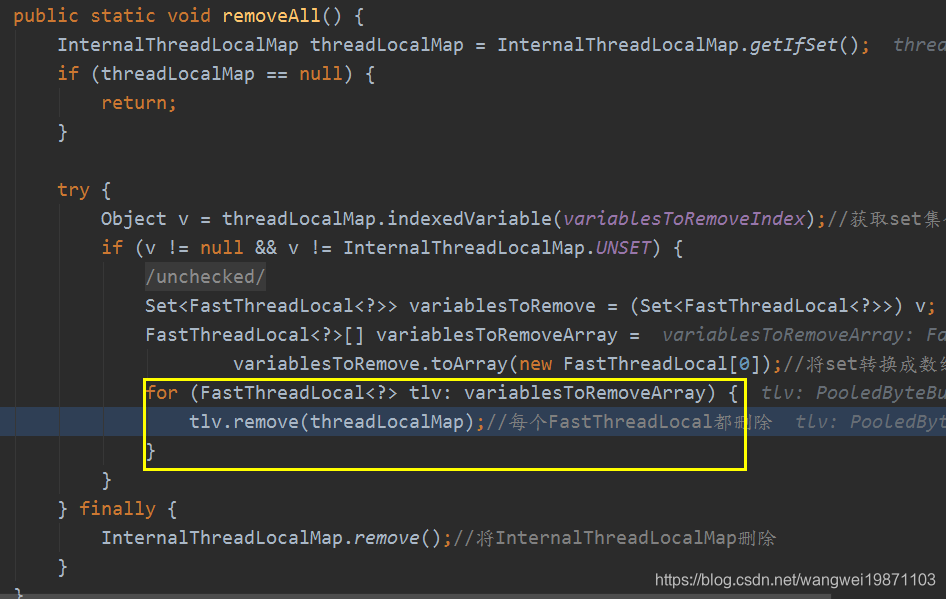 public static void removeAll() {
InternalThreadLocalMap threadLocalMap = InternalThreadLocalMap.getIfSet();
if (threadLocalMap == null) {
return;
}
try {
Object v = threadLocalMap.indexedVariable(variablesToRemoveIndex);//获取set集
if (v != null && v != InternalThreadLocalMap.UNSET) {
/unchecked/
Set<FastThreadLocal<?>> variablesToRemove = (Set<FastThreadLocal<?>>) v;
FastThreadLocal<?>[] variablesToRemoveArray = variablesToRemoveArray: Fa
variablesToRemove.toArray(new FastThreadLocal[0]);//将set转换成数
for (FastThreadLocal<?> tlv: variablesToRemoveArray) { tlv: PooledByteBu
tlv.remove(threadLocalMap);//每个FastThreadLocal都删除 tlv: PooledByt
}
}
} finally {
InternalThreadLocalMap.remove();//将InternalThreadLocalMap删除
}
}
https://blog.csdn.net/wangwei19871103